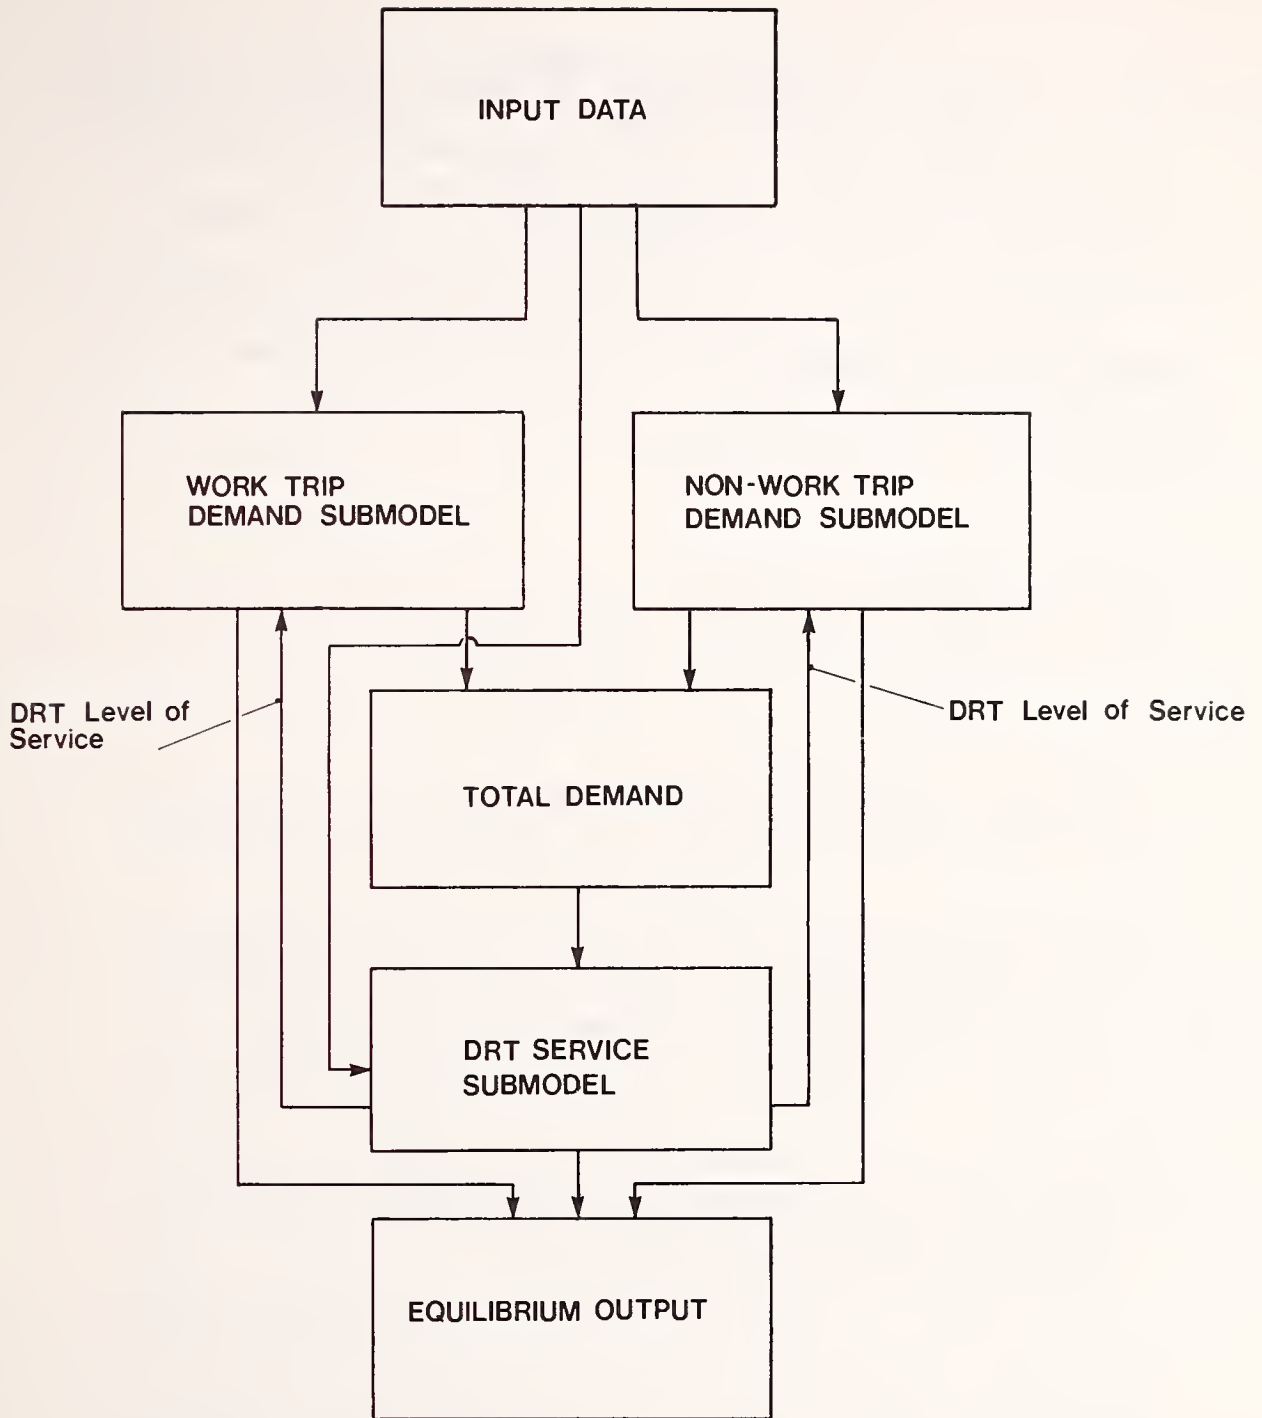 INPUT DATA
WORK TRIP
DEMAND SUBMODEL
NON-WORK TRIP
DEMAND SUBMODEL
DRT Level of
Service
DRT Level of Service
TOTAL DEMAND
DRT SERVICE
SUBMODEL
EQUILIBRIUM OUTPUT